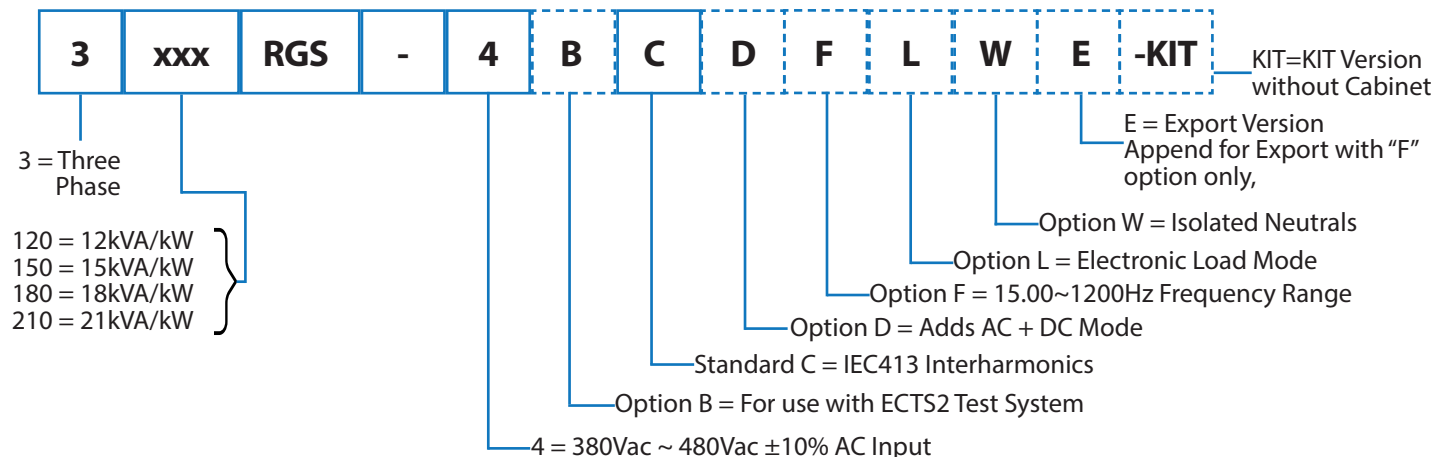 3 xxx RGS - 4 B C D F L W E -KIT
KIT=KIT Version
without Cabinet
E = Export Version
Append for Export with “F”
option only,
3 = Three
Phase
Option W = Isolated Neutrals
120 = 12kVA/kW
150 = 15kVA/kW
180 = 18kVA/kW
210 = 21kVA/kW
Option L = Electronic Load Mode
Option F = 15.00~1200Hz Frequency Range
Option D = Adds AC + DC Mode
Standard C = IEC413 Interharmonics
Option B = For use with ECTS2 Test System
4 = 380Vac ~ 480Vac ±10% AC Input